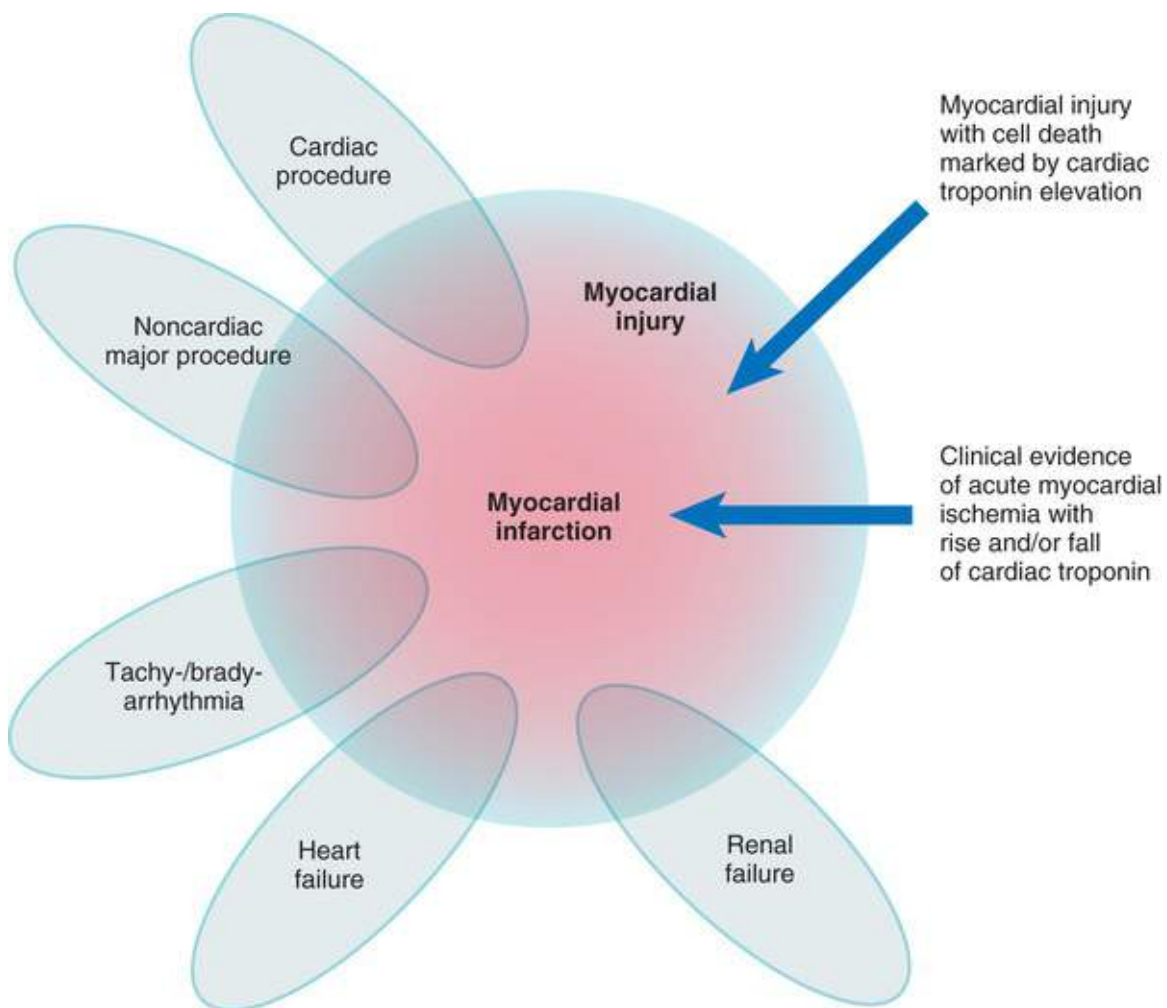 Cardiac
procedure
Myocardial injury
with cell death
marked by cardiac
troponin elevation
Noncardiac
major procedure
Myocardial
injury
Myocardial
infarction
Clinical evidence
of acute myocardial
ischemia with
rise and/or fall
of cardiac troponin
Tachy-/brady-
arrhythmia
Heart
failure
Renal
failure